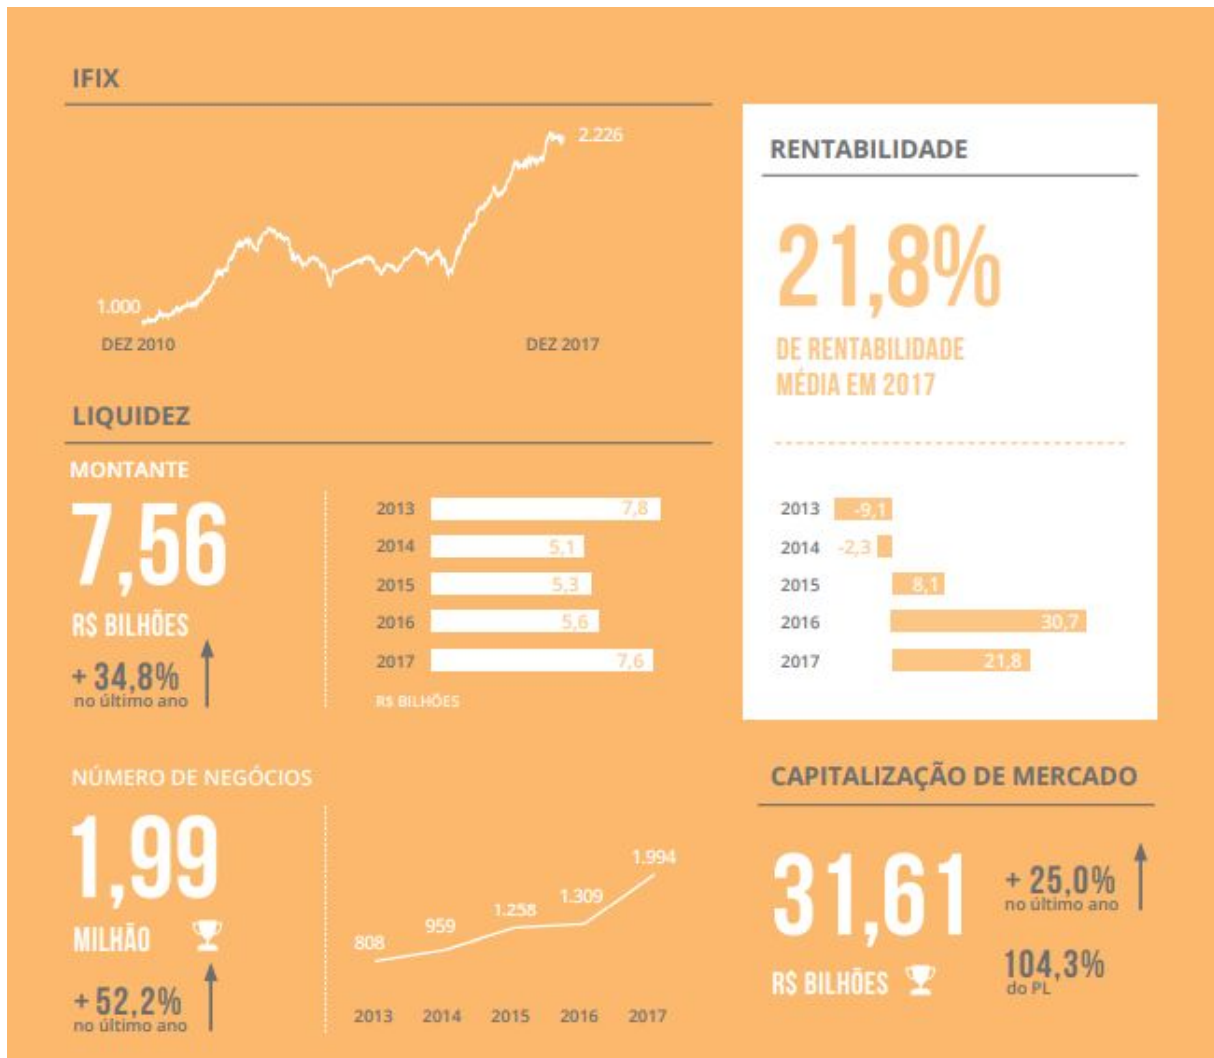 IFIX
2.226
1.000
DEZ 2010
DEZ 2017
LIQUIDEZ
MONTANTE
7,56
R$ BILHÕES
+ 34,8%
no último ano
2013 7,8
2014 5,1
2015 5,3
2016 5,6
2017 7,6
R$ BILHÕES
NÚMERO DE NEGÓCIOS
1,99
MILHÃO
+ 52,2%
no último ano
808
959
1.258
1.309
1.994
2013 2014 2015 2016 2017
RENTABILIDADE
21,8%
DE RENTABILIDADE
MÉDIA EM 2017
2013 -9,1
2014 -2,3
2015 8,1
2016 30,7
2017 21,8
CAPITALIZAÇÃO DE MERCADO
31,61
R$ BILHÕES
+ 25,0%
no último ano
104,3%
do PL